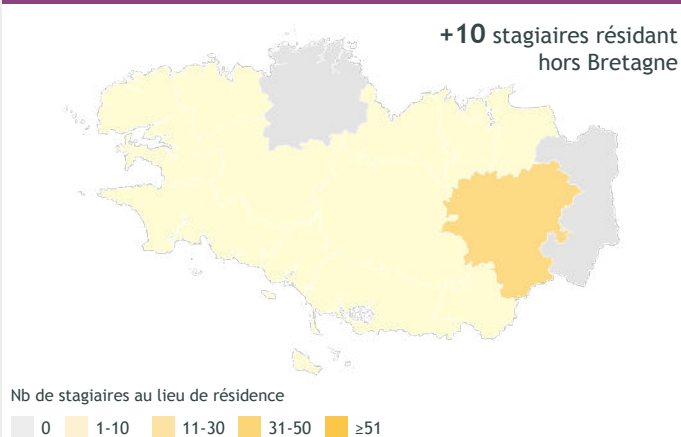 +10 stagiaires résidant
hors Bretagne
Nb de stagiaires au lieu de résidence
0 1-10 11-30 31-50 ≥51